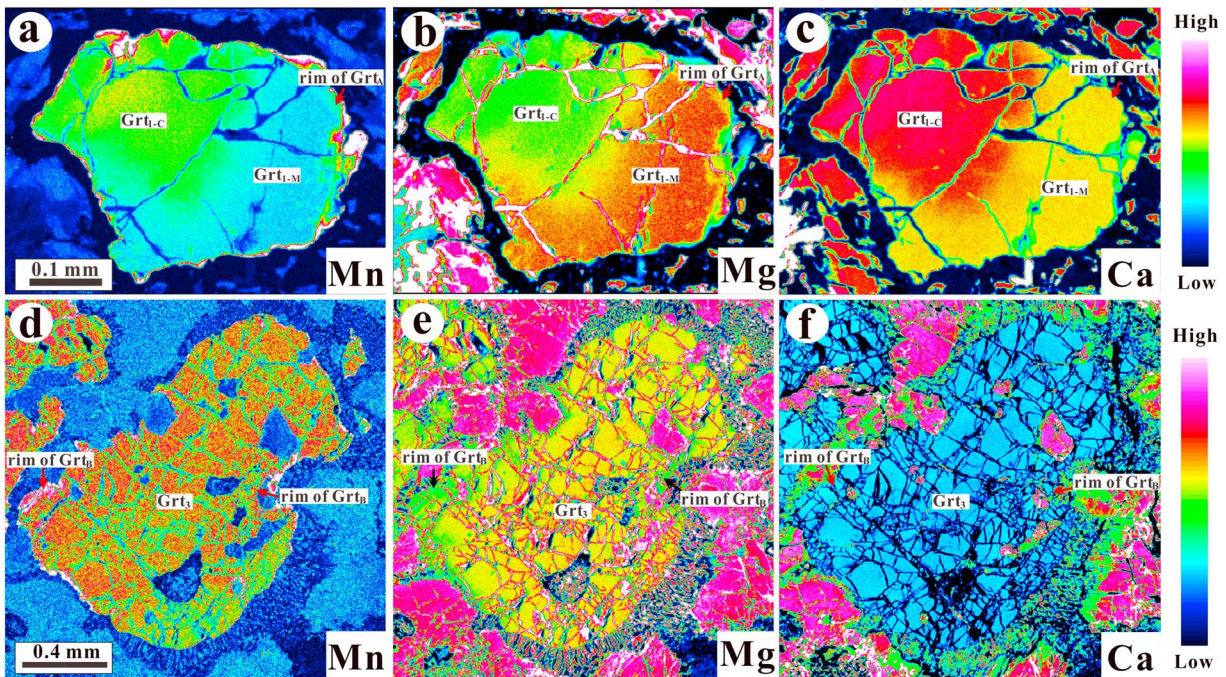 a
rim of GrtA
Grt1-C
Grt1-M
0.1 mm
Mn
b
rim of GrtA
Grt1-C
Grt1-M
Mg
c
rim of GrtA
Grt1-C
Grt1-M
Ca
High
Low
d
rim of GrtB
Grt3
rim of GrtB
0.4 mm
Mn
e
rim of GrtB
Grt3
rim of GrtB
Mg
f
rim of GrtB
Grt3
rim of GrtB
Ca
High
Low